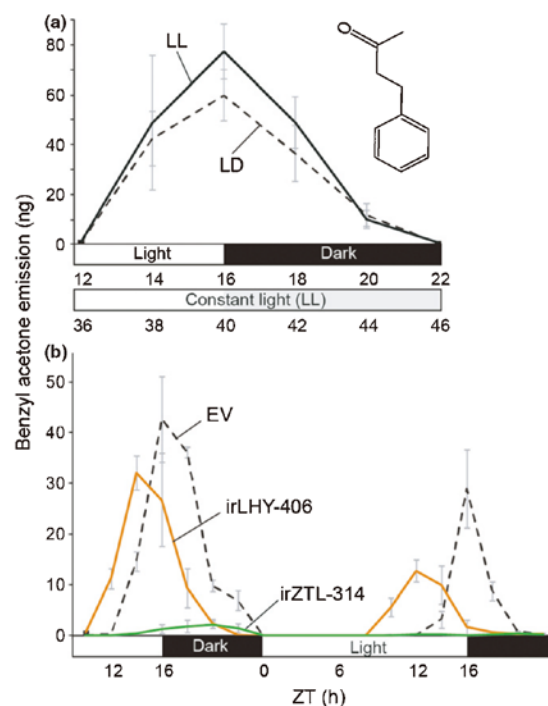 (a)
Benzyl acetone emission (ng)
80
60
40
20
0
LL
LD
O
Light
Dark
12 14 16 18 20 22
Constant light (LL)
36 38 40 42 44 46
(b)
50
40
30
20
10
0
EV
irLHY-406
irZTL-314
Dark
Light
12 16 0 6 12 16
ZT (h)